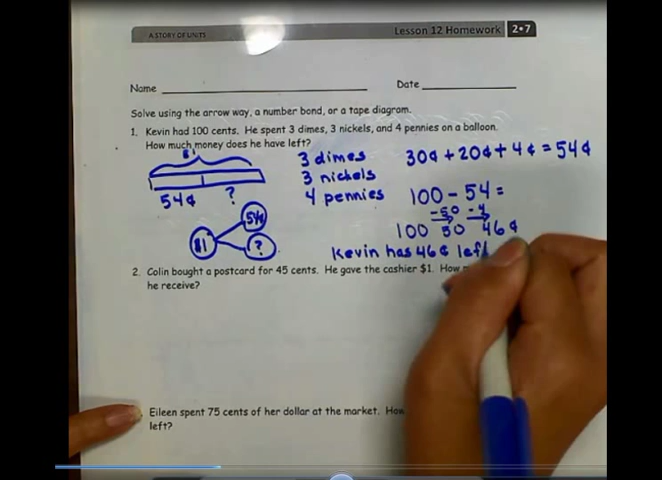 A STORY OF UNITS
Lesson 12 Homework 2•7
Name
Date
Solve using the arrow way, a number bond, or a tape diagram.
1. Kevin had 100 cents. He spent 3 dimes, 3 nickels, and 4 pennies on a balloon.
How much money does he have left?
3 dimes
3 nickels
4 pennies
30¢ + 20¢ + 4¢ = 54¢
54¢ ?
100 - 54 =
-50 -4
100 50 46¢
54¢
$1
?
Kevin has 46¢ left
2. Colin bought a postcard for 45 cents. He gave the cashier $1. How
he receive?
Eileen spent 75 cents of her dollar at the market. How
left?